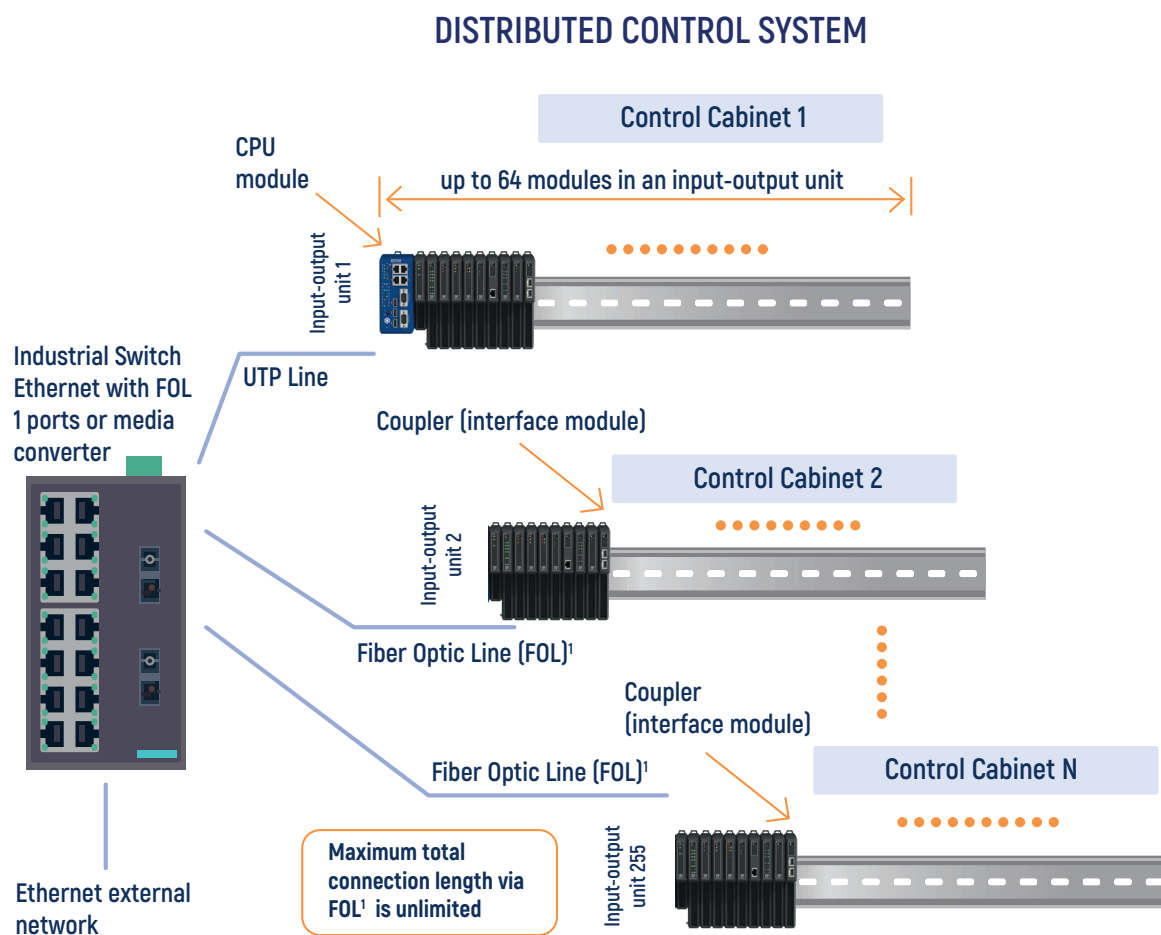 DISTRIBUTED CONTROL SYSTEM
Control Cabinet 1
CPU
module
up to 64 modules in an input-output unit
Input-output
unit 1
Industrial Switch
Ethernet with FOL
1 ports or media
converter
UTP Line
Coupler (interface module)
Control Cabinet 2
Input-output
unit 2
Fiber Optic Line (FOL)¹
Coupler
(interface module)
Fiber Optic Line (FOL)¹
Control Cabinet N
Maximum total
connection length via
FOL¹ is unlimited
Input-output
unit 255
Ethernet external
network